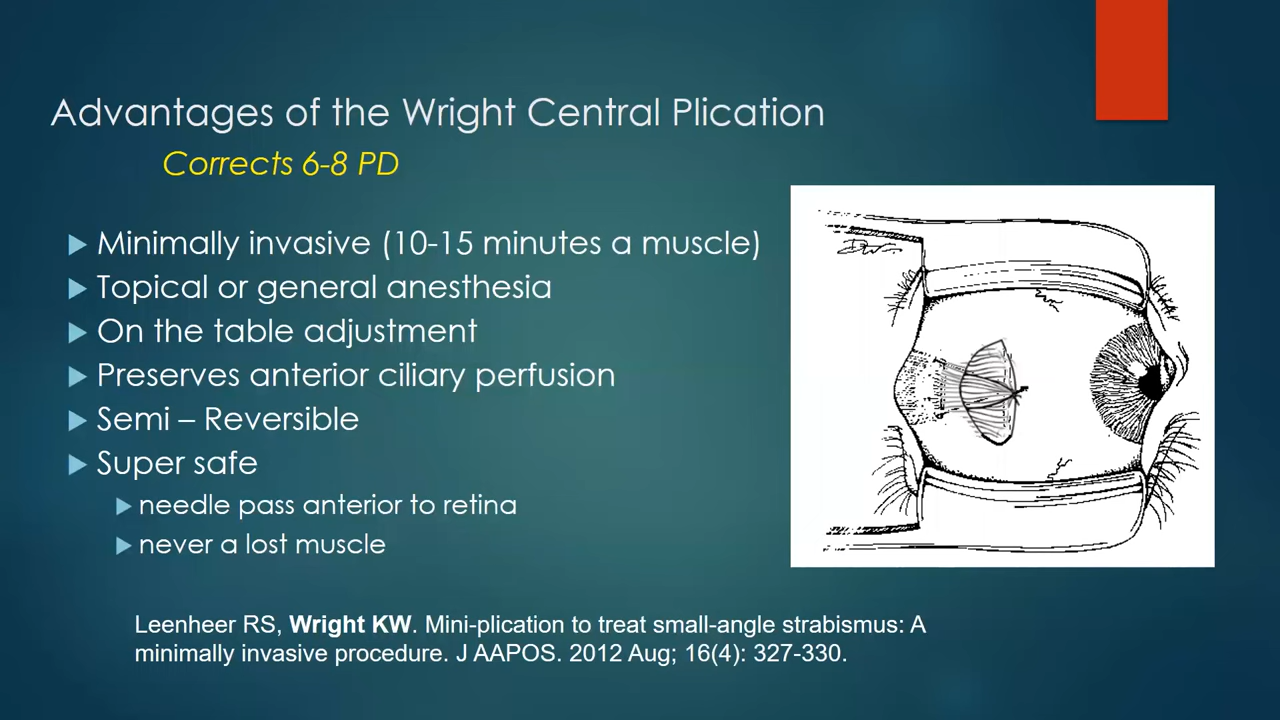 Advantages of the Wright Central Plication
Corrects 6-8 PD
Minimally invasive (10-15 minutes a muscle)
Topical or general anesthesia
On the table adjustment
Preserves anterior ciliary perfusion
Semi – Reversible
Super safe
needle pass anterior to retina
never a lost muscle
Leenheer RS, Wright KW. Mini-plication to treat small-angle strabismus: A
minimally invasive procedure. J AAPOS. 2012 Aug; 16(4): 327-330.